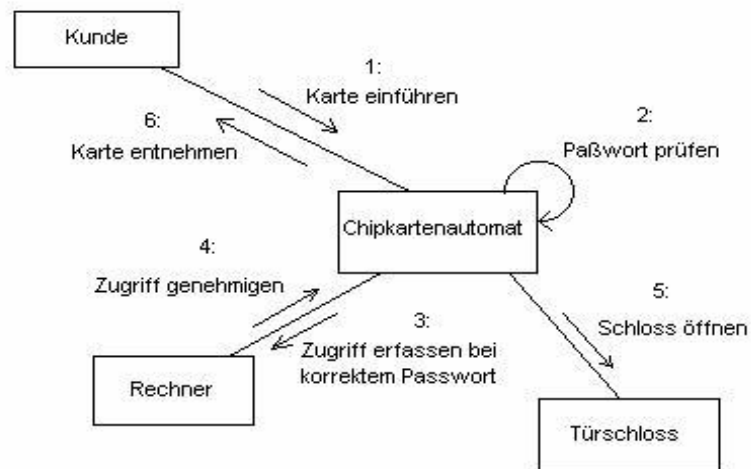 Kunde
1:
Karte einführen
6:
Karte entnehmen
2:
Paßwort prüfen
Chipkartenautomat
4:
Zugriff genehmigen
3:
Zugriff erfassen bei
korrektem Passwort
5:
Schloss öffnen
Rechner
Türschloss